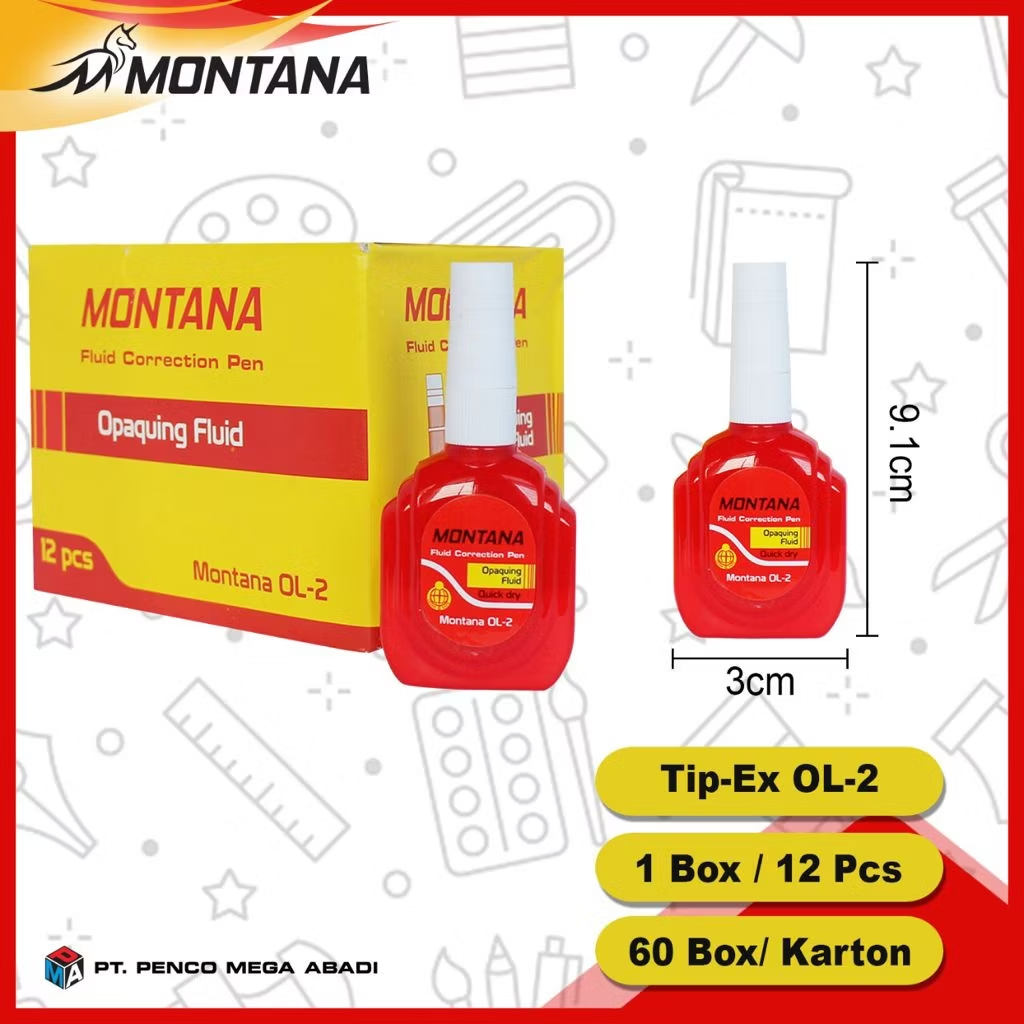 MONTANA
MONTANA
Fluid Correction Pen
Opaquing Fluid
12 pcs
Montana OL-2
MONTANA
Fluid Correction Pen
Opaquing
Fluid
Quick dry
Montana OL-2
MONTANA
Fluid Correction Pen
Opaquing
Fluid
Quick dry
Montana OL-2
9.1cm
3cm
Tip-Ex OL-2
1 Box / 12 Pcs
60 Box/ Karton
PMA
PT. PENCO MEGA ABADI